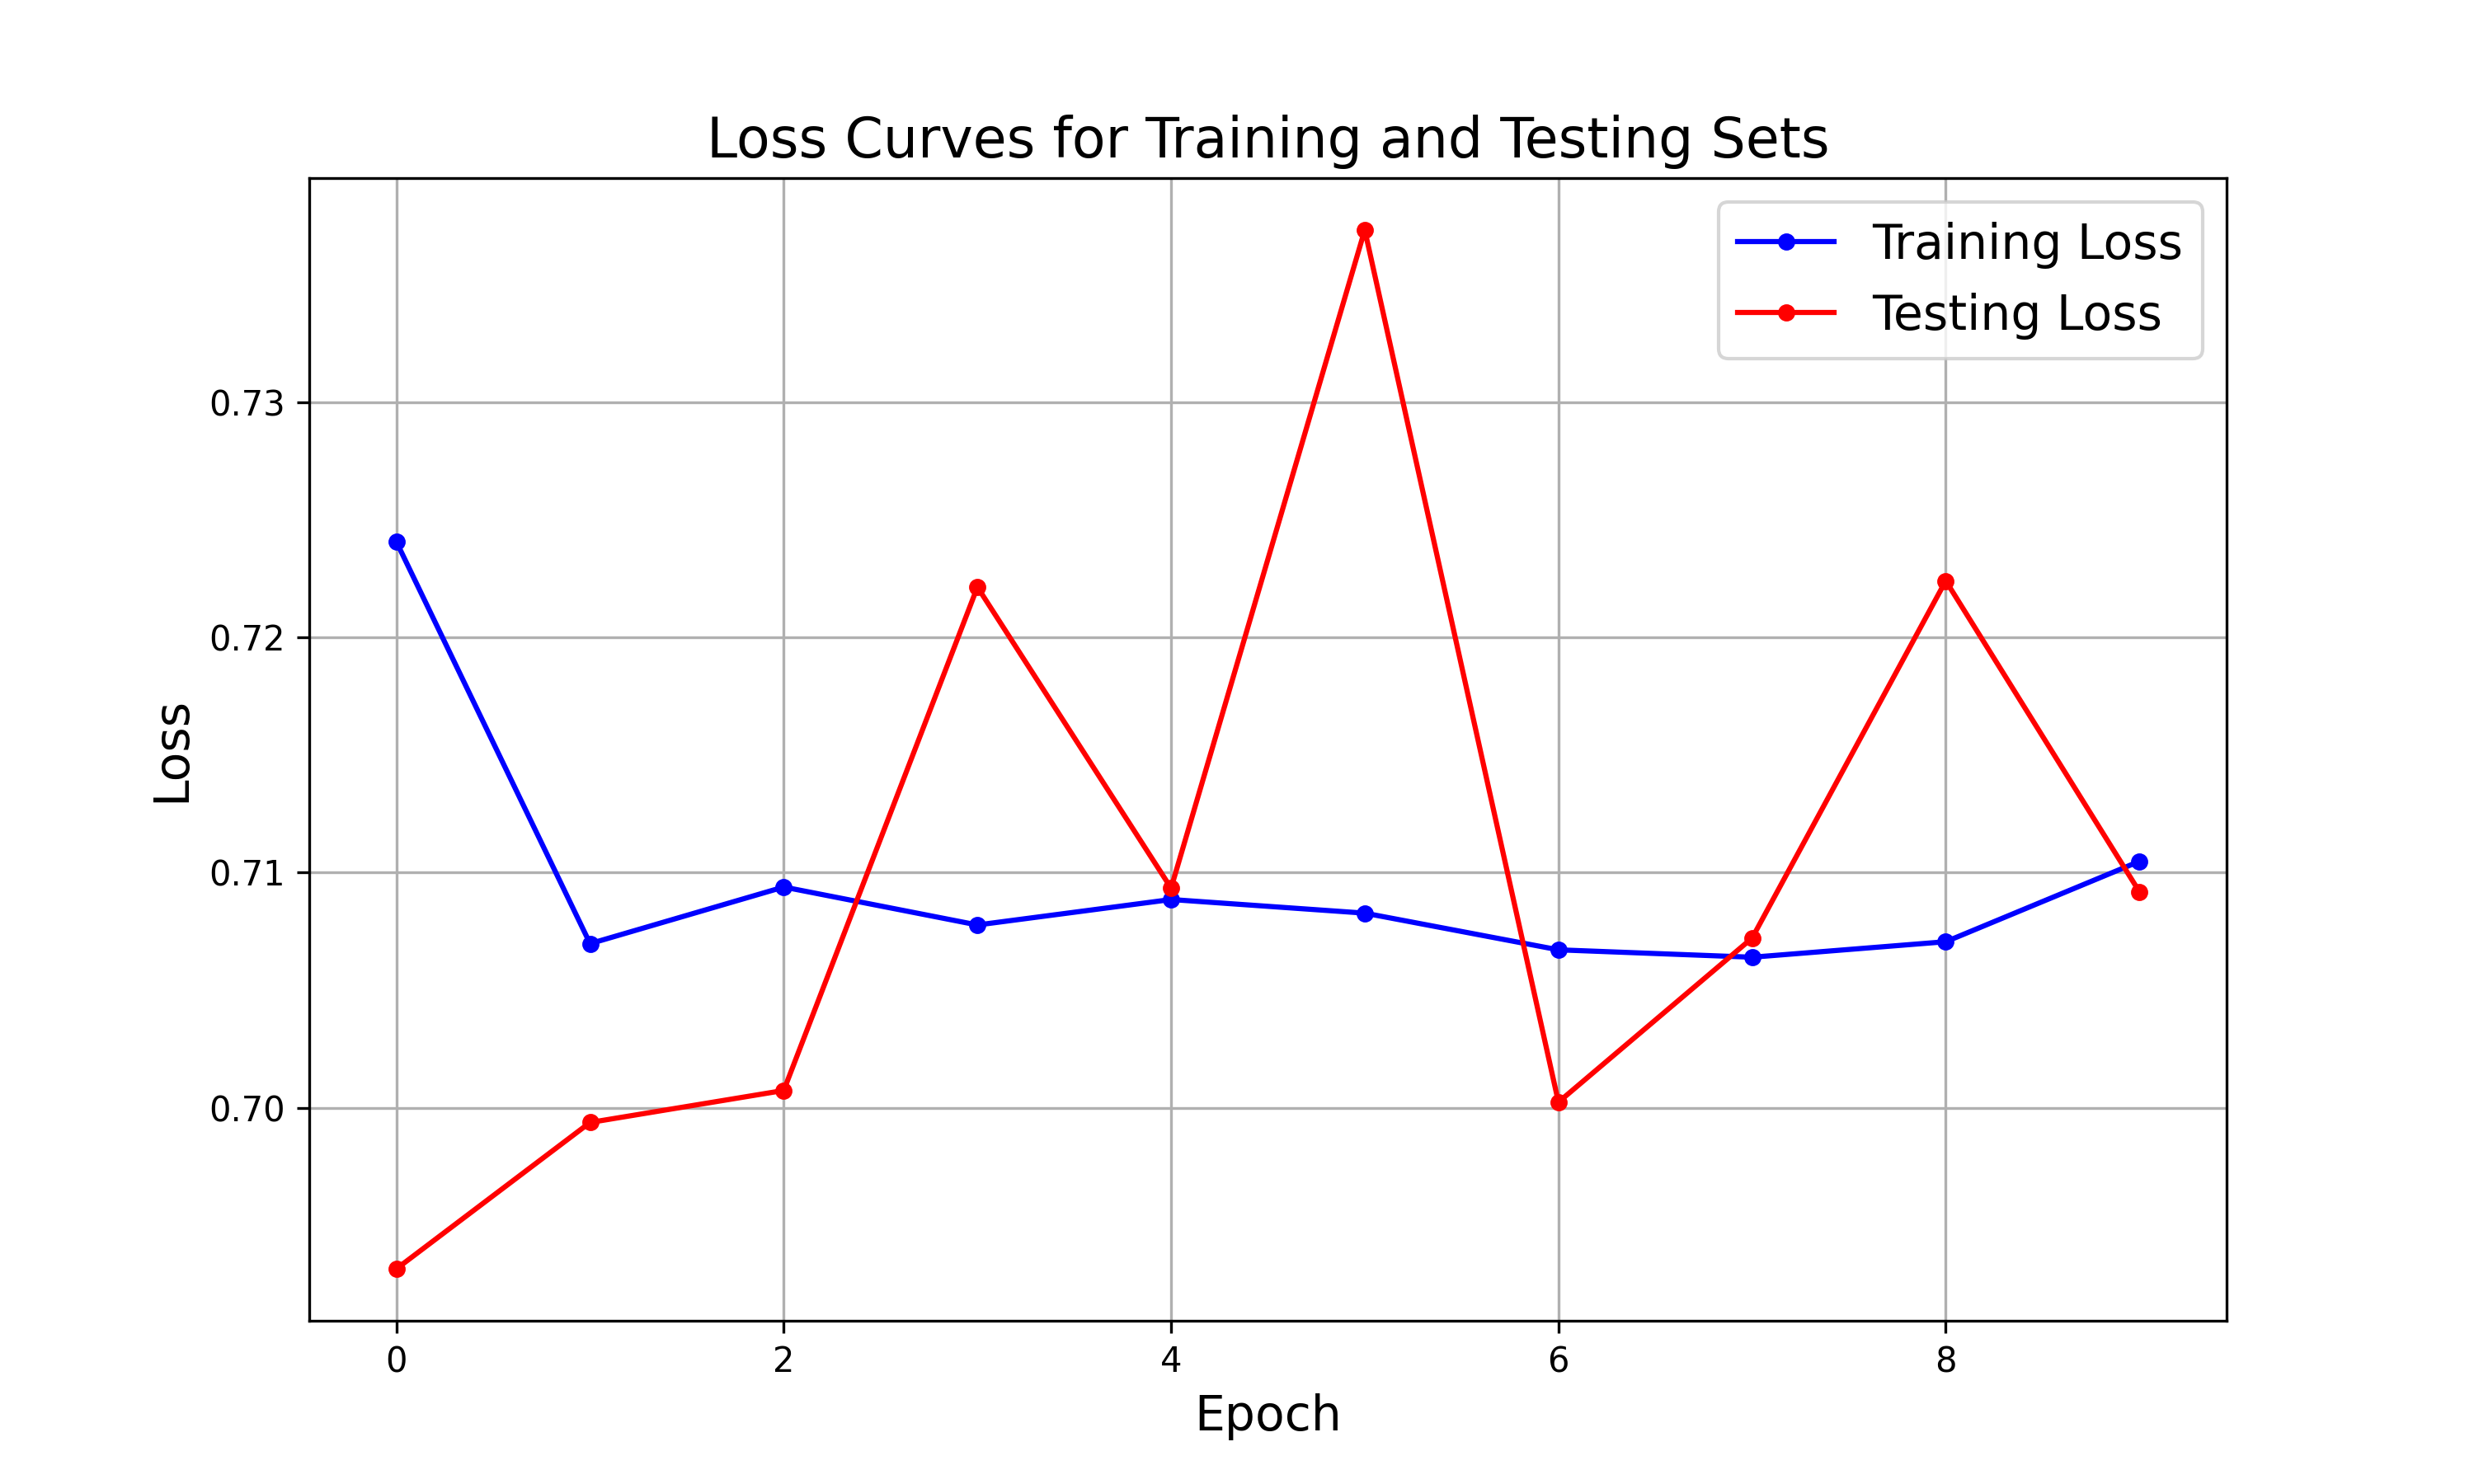 Loss Curves for Training and Testing Sets
Training Loss
Testing Loss
0.73
0.72
0.71
0.70
Loss
0 2 4 6 8
Epoch